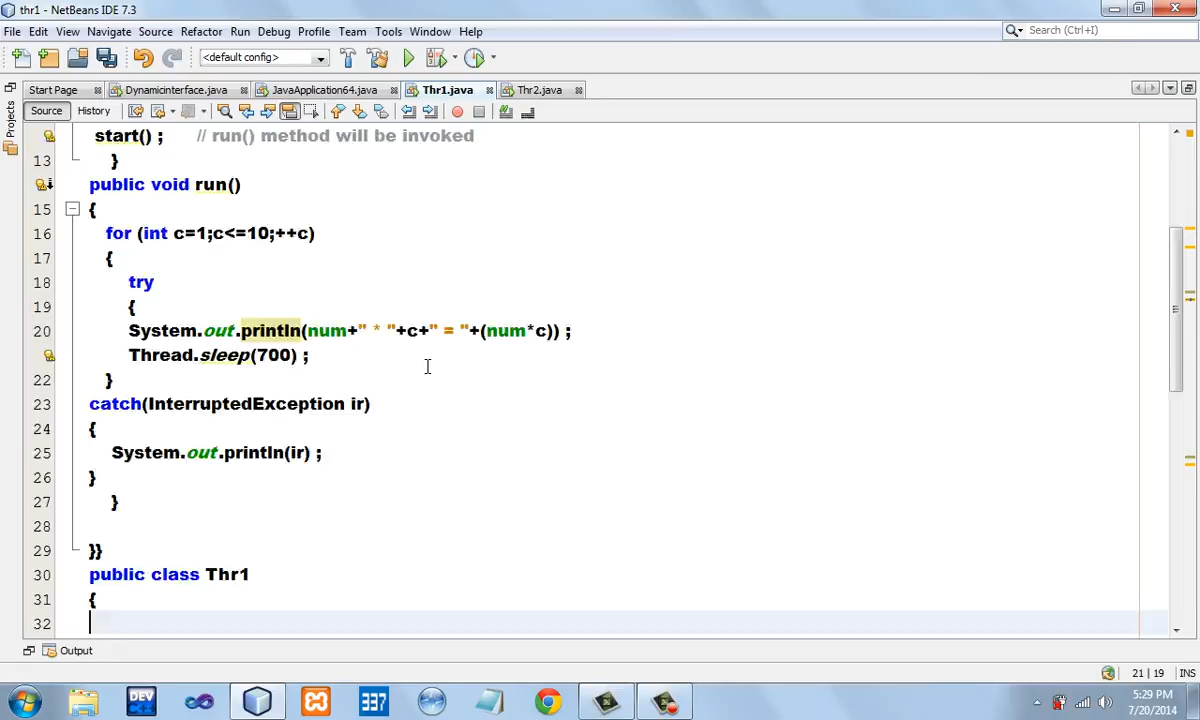 thr1 - NetBeans IDE 7.3
File Edit View Navigate Source Refactor Run Debug Profile Team Tools Window Help
Search (Ctrl+I)
<default config>
Start Page Dynamicinterface.java JavaApplication64.java Thr1.java Thr2.java
Source History
Projects
start() ; // run() method will be invoked
13 }
public void run()
15 {
16 for (int c=1;c<=10;++c)
17 {
18 try
19 {
20 System.out.println(num+" * "+c+" = "+(num*c)) ;
Thread.sleep(700) ;
22 }
23 catch(InterruptedException ir)
24 {
25 System.out.println(ir) ;
26 }
27 }
28
29 }}
30 public class Thr1
31 {
32
Output
21 | 19 INS
DEV C++
337
5:29 PM
7/20/2014